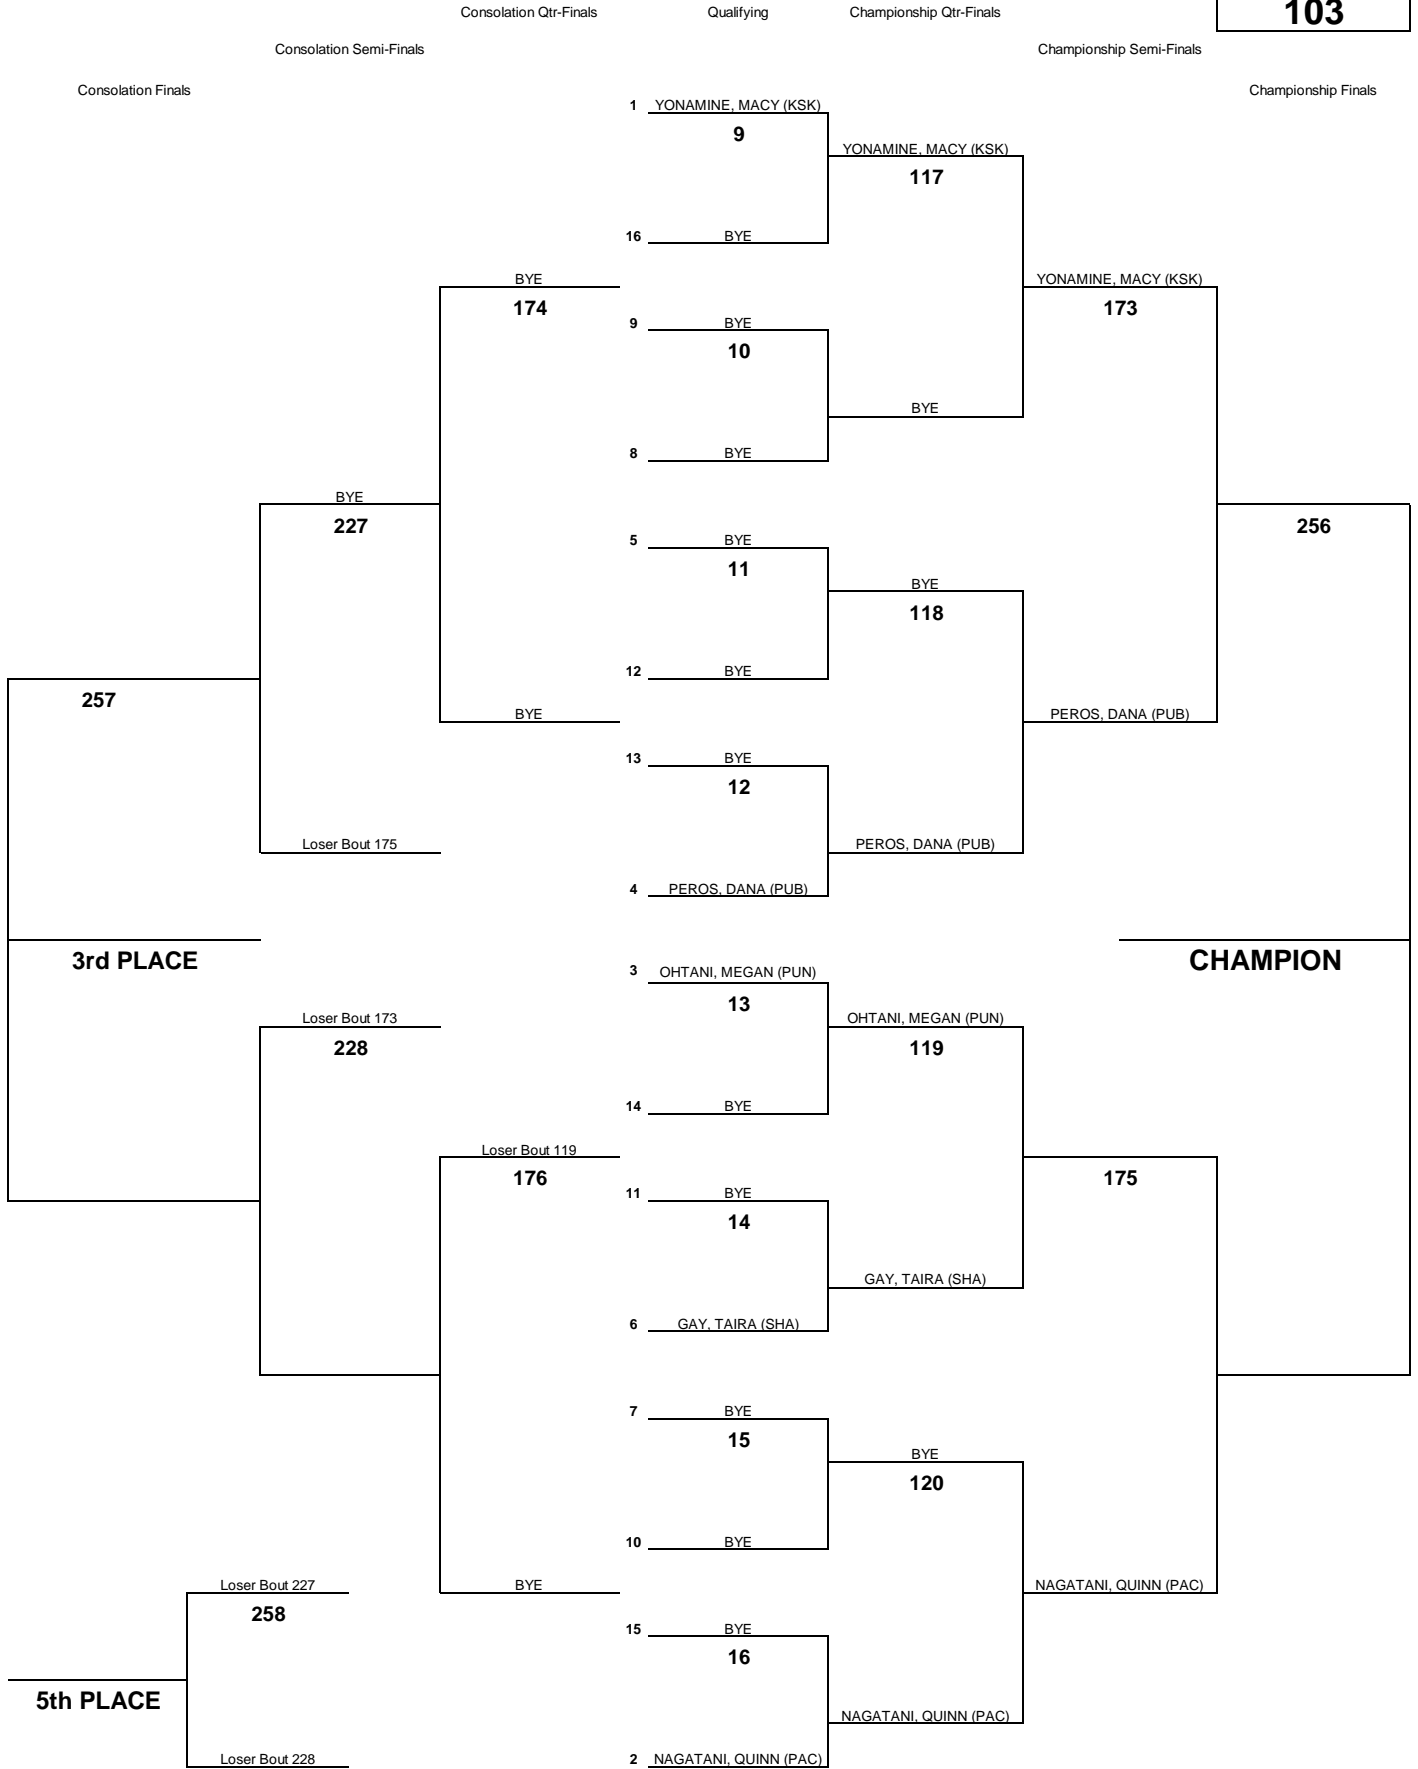 Consolation Qtr-Finals Qualifying Championship Qtr-Finals 103
Consolation Semi-Finals Championship Semi-Finals
Consolation Finals Championship Finals
1 YONAMINE, MACY (KSK)
9
YONAMINE, MACY (KSK)
117
16 BYE
BYE YONAMINE, MACY (KSK)
174 173
9 BYE
10
BYE
8 BYE
BYE
227 256
5 BYE
11
BYE
118
12 BYE
257
BYE PEROS, DANA (PUB)
13 BYE
12
Loser Bout 175 PEROS, DANA (PUB)
4 PEROS, DANA (PUB)
3rd PLACE CHAMPION
3 OHTANI, MEGAN (PUN)
13
Loser Bout 173 OHTANI, MEGAN (PUN)
228 119
14 BYE
Loser Bout 119
176 175
11 BYE
14
GAY, TAIRA (SHA)
6 GAY, TAIRA (SHA)
7 BYE
15
BYE
120
10 BYE
Loser Bout 227 BYE NAGATANI, QUINN (PAC)
258
15 BYE
16
5th PLACE
NAGATANI, QUINN (PAC)
Loser Bout 228 2 NAGATANI, QUINN (PAC)